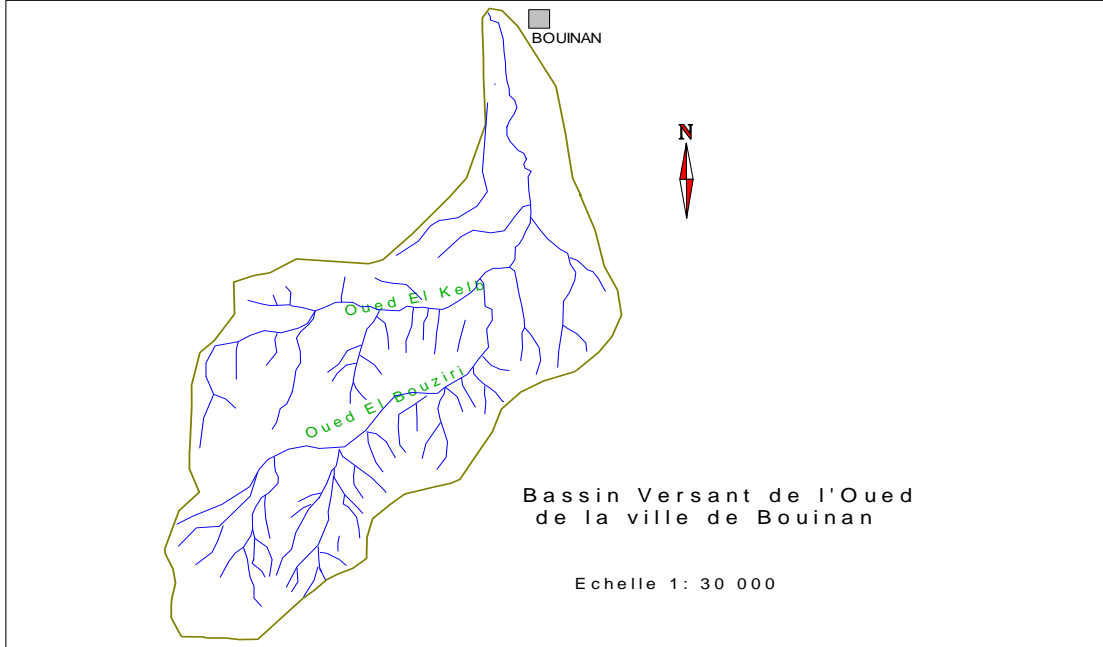 BOUINAN
N
Oued El Kelb
Oued El Bouziri
Bassin Versant de l'Oued
de la ville de Bouinan
Echelle 1: 30 000